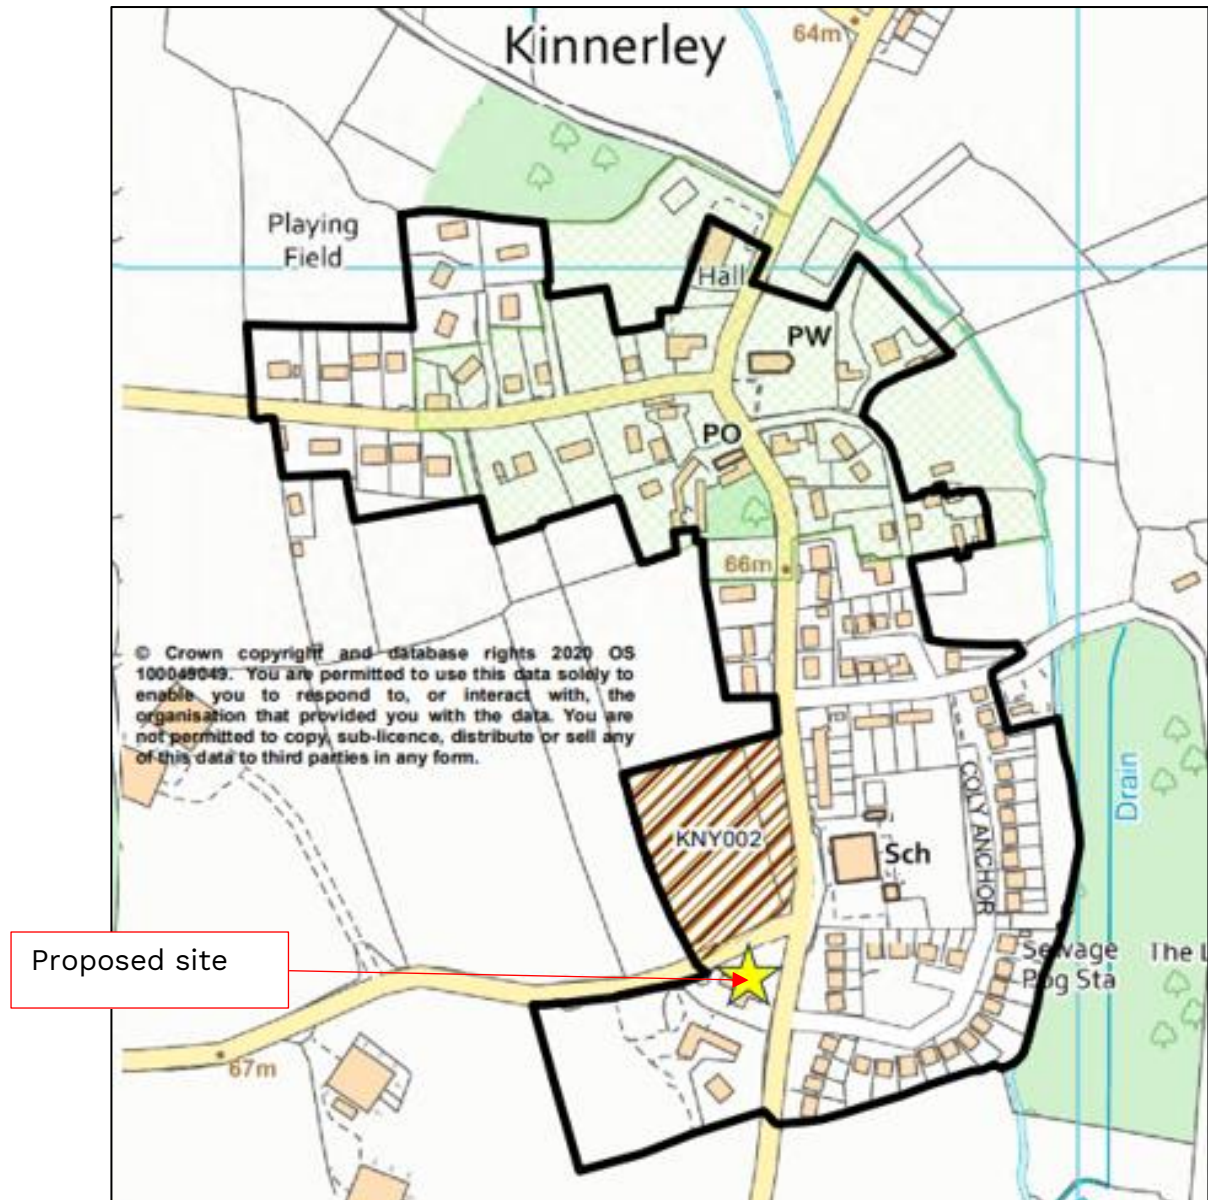 Kinnerley
64m
Playing
Field
Hall
PW
PO
66m
© Crown copyright and database rights 2020 OS
100049049. You are permitted to use this data solely to
enable you to respond to, or interact with, the
organisation that provided you with the data. You are
not permitted to copy, sub-licence, distribute or sell any
of this data to third parties in any form.
COLY ANCHOR
Drain
KNY002
Sch
Proposed site
Sewage
Ppg Sta
The L
67m